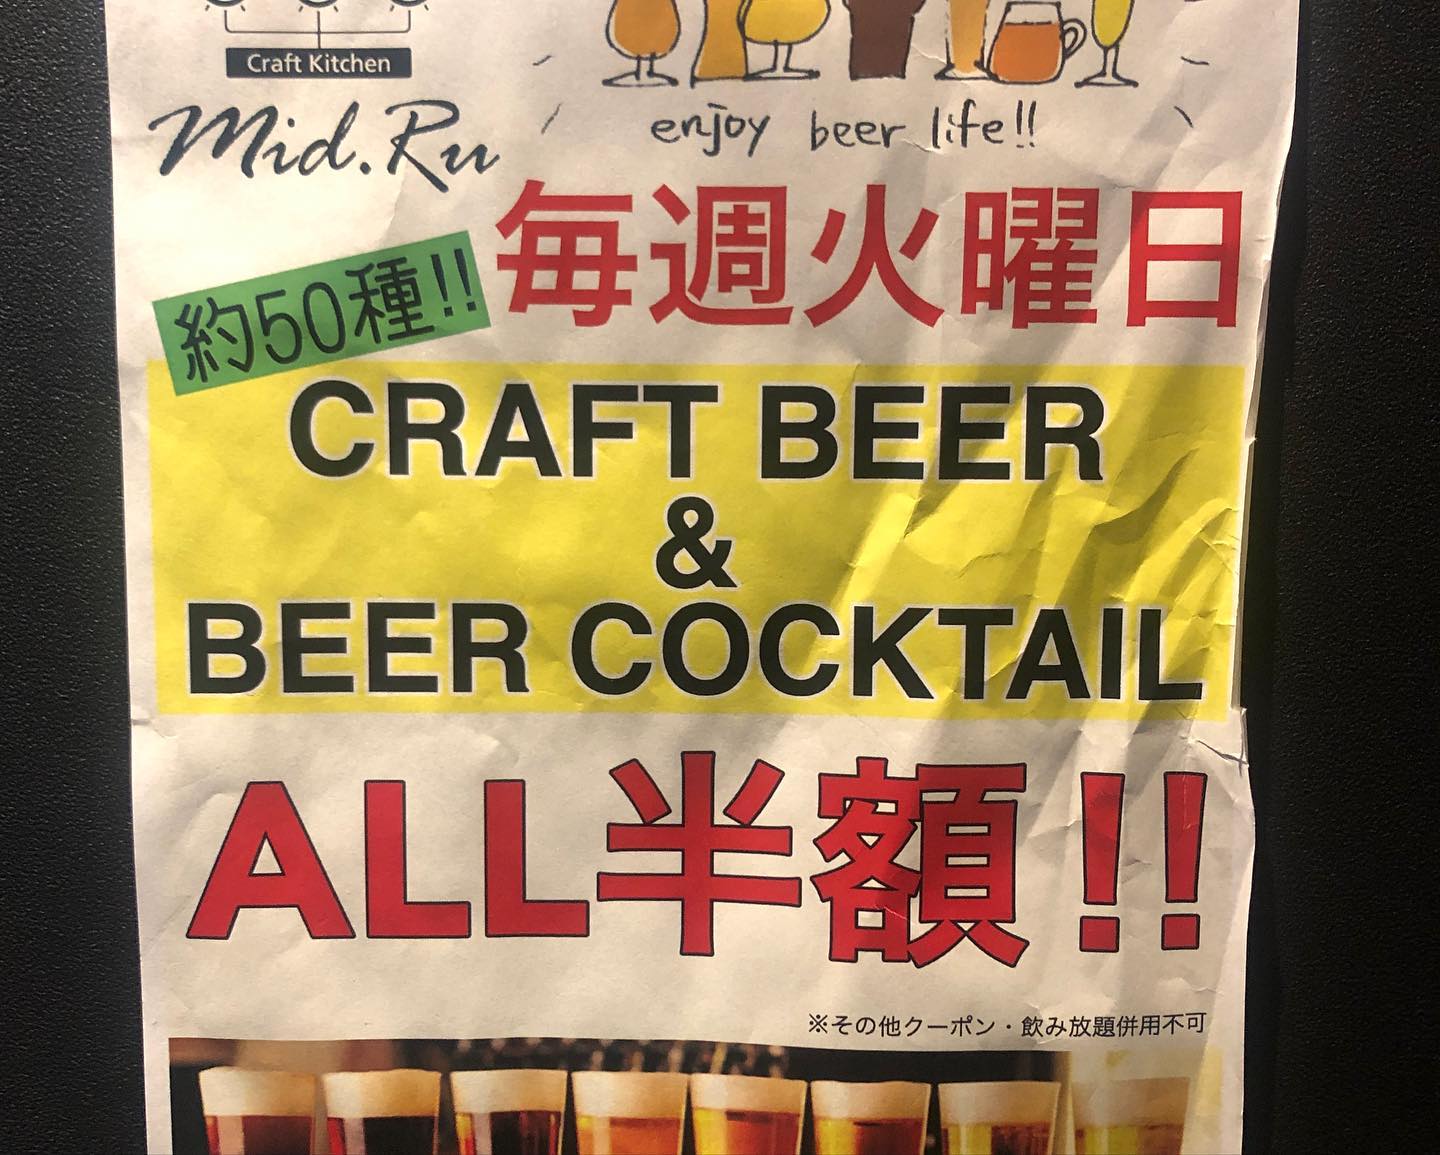 Craft Kitchen
Mid.Ru
enjoy beer life!!
毎週火曜日
約50種!!
CRAFT BEER
&
BEER COCKTAIL
ALL半額!!
※その他クーポン・飲み放題併用不可